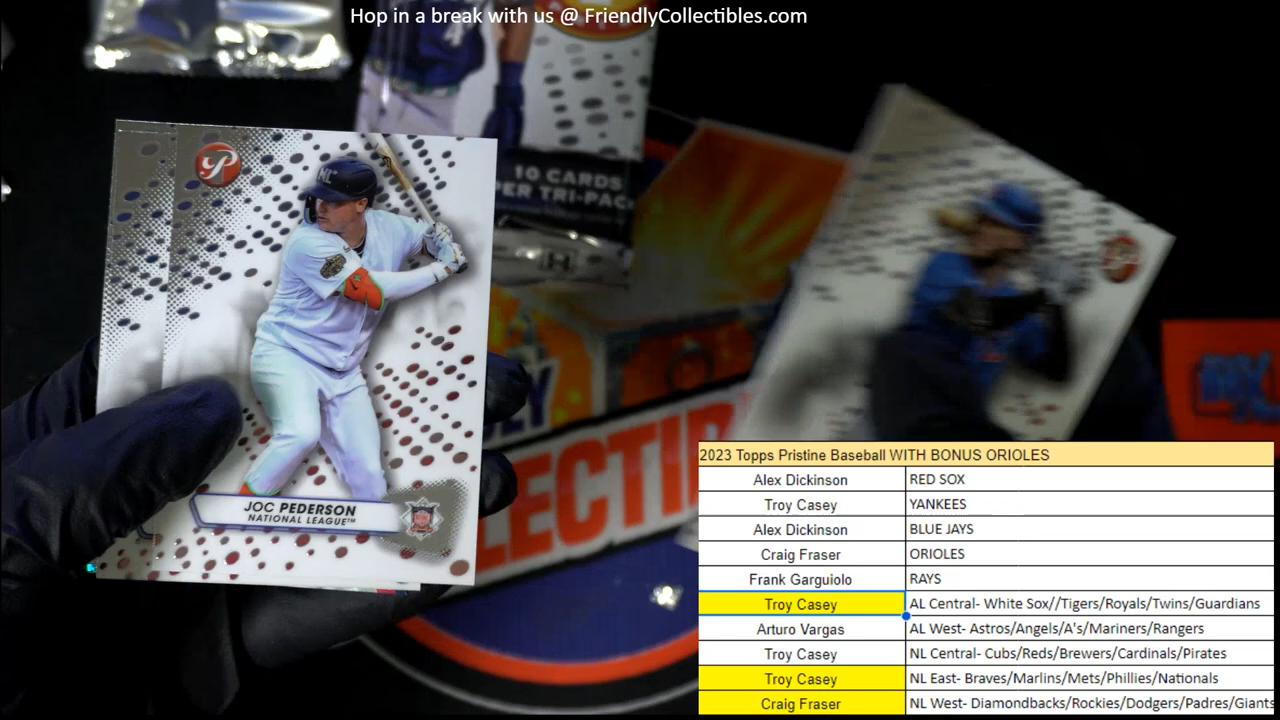 Hop in a break with us @ FriendlyCollectibles.com
4
10 CARDS
PER TRI-PACK
NL
P
JOC PEDERSON
NATIONAL LEAGUE™
LECTIB
2023 Topps Pristine Baseball WITH BONUS ORIOLES
Alex Dickinson RED SOX
Troy Casey YANKEES
Alex Dickinson BLUE JAYS
Craig Fraser ORIOLES
Frank Garguiolo RAYS
Troy Casey AL Central- White Sox//Tigers/Royals/Twins/Guardians
Arturo Vargas AL West- Astros/Angels/A's/Mariners/Rangers
Troy Casey NL Central- Cubs/Reds/Brewers/Cardinals/Pirates
Troy Casey NL East- Braves/Marlins/Mets/Phillies/Nationals
Craig Fraser NL West- Diamondbacks/Rockies/Dodgers/Padres/Giants